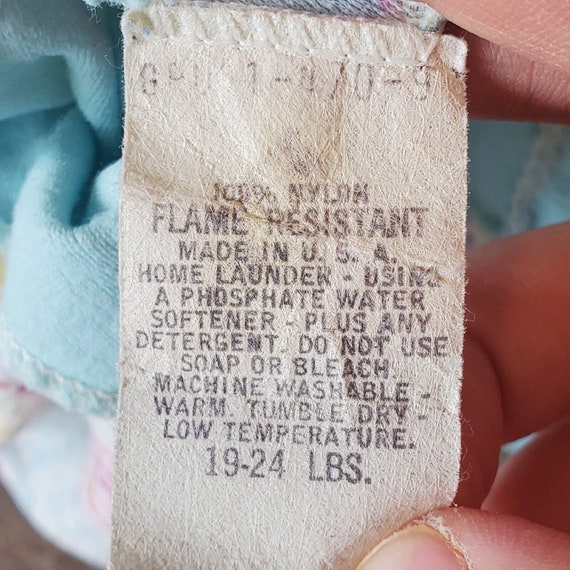 100% NYLON
FLAME RESISTANT
MADE IN U. S. A.
HOME LAUNDER - USING
A PHOSPHATE WATER
SOFTENER - PLUS ANY
DETERGENT. DO NOT USE
SOAP OR BLEACH.
MACHINE WASHABLE -
WARM. TUMBLE DRY -
LOW TEMPERATURE.
19-24 LBS.